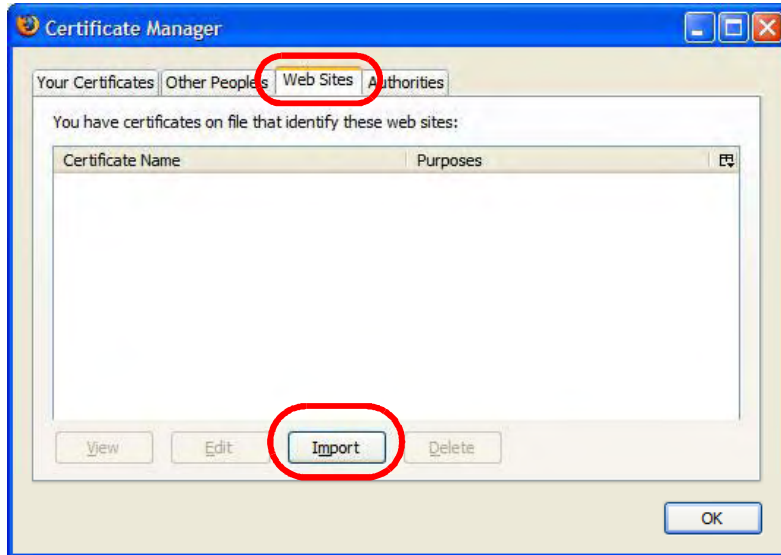 Certificate Manager
Your Certificates Other People's Web Sites Authorities
You have certificates on file that identify these web sites:
Certificate Name Purposes
View Edit Import Delete
OK